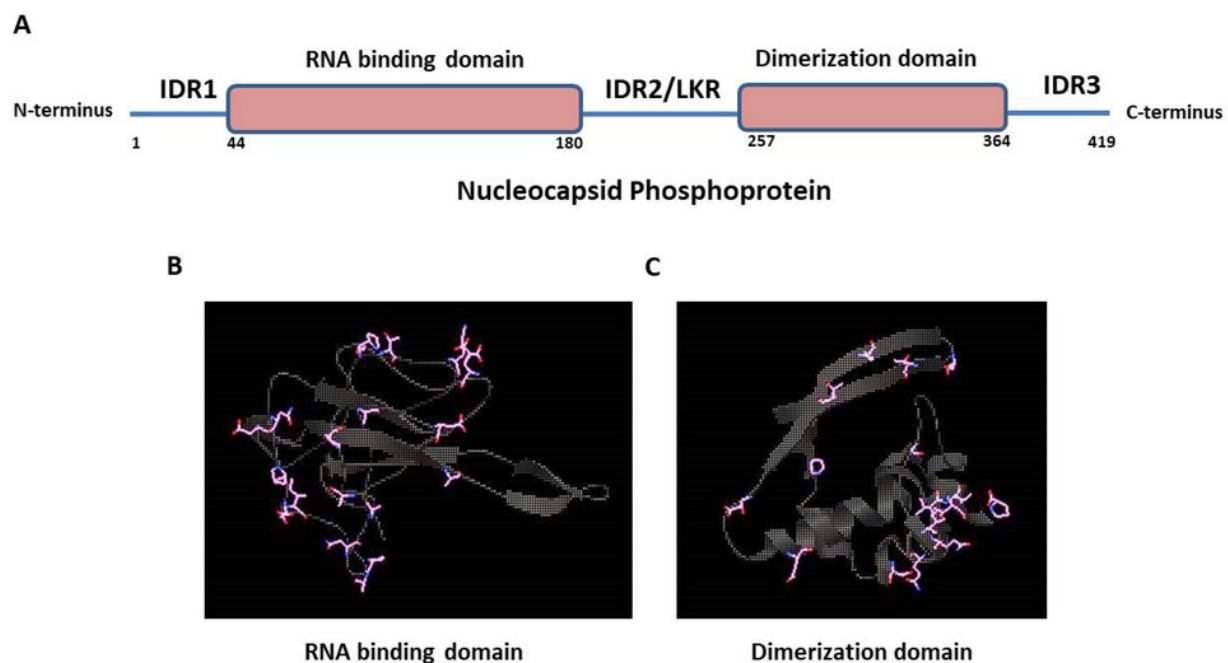 A
RNA binding domain
Dimerization domain
IDR1
IDR2/LKR
IDR3
N-terminus
C-terminus
1
44
180
257
364
419
Nucleocapsid Phosphoprotein
B
C
RNA binding domain
Dimerization domain